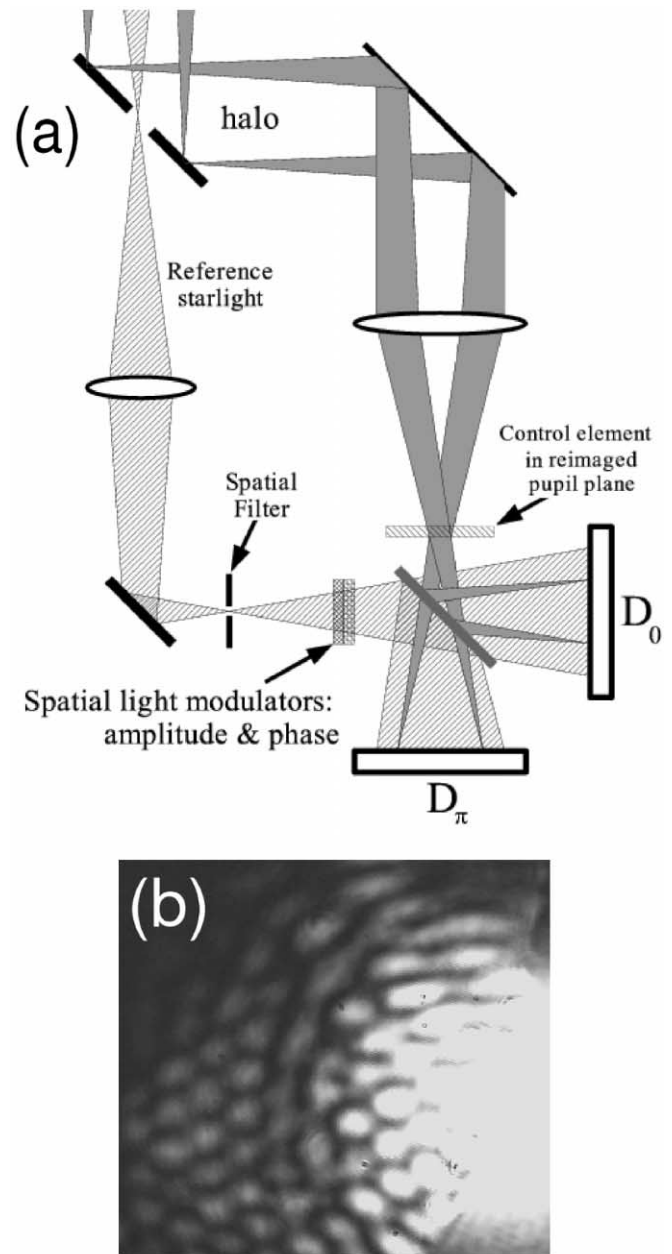 (a)
halo
Reference
starlight
Control element
in reimaged
pupil plane
Spatial
Filter
D₀
Spatial light modulators:
amplitude & phase
Dπ
(b)